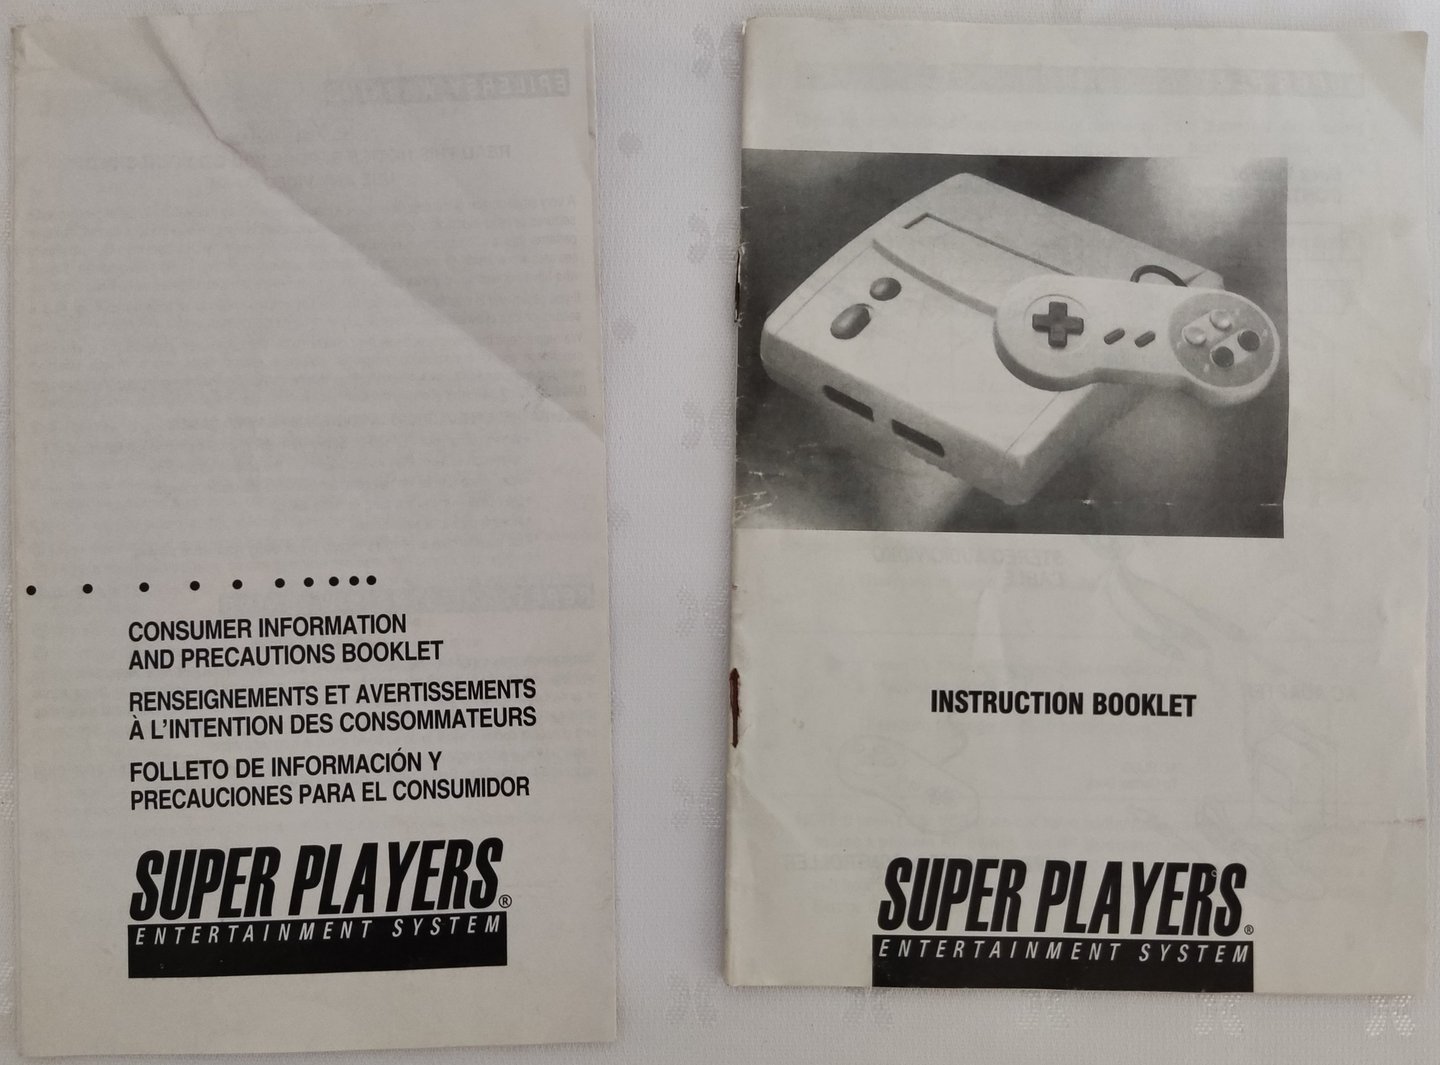 CONSUMER INFORMATION
AND PRECAUTIONS BOOKLET
RENSEIGNEMENTS ET AVERTISSEMENTS
À L'INTENTION DES CONSOMMATEURS
FOLLETO DE INFORMACIÓN Y
PRECAUCIONES PARA EL CONSUMIDOR
SUPER PLAYERS®
ENTERTAINMENT SYSTEM
INSTRUCTION BOOKLET
SUPER PLAYERS®
ENTERTAINMENT SYSTEM